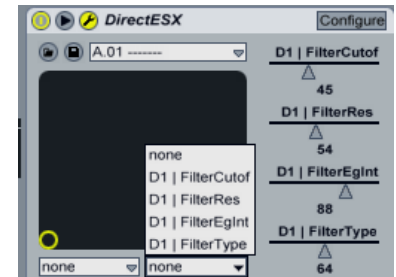 DirectESX Configure
A.01 -------
D1 | FilterCutof
45
D1 | FilterRes
54
D1 | FilterEgInt
88
D1 | FilterType
64
none
D1 | FilterCutof
D1 | FilterRes
D1 | FilterEgInt
D1 | FilterType
none
none